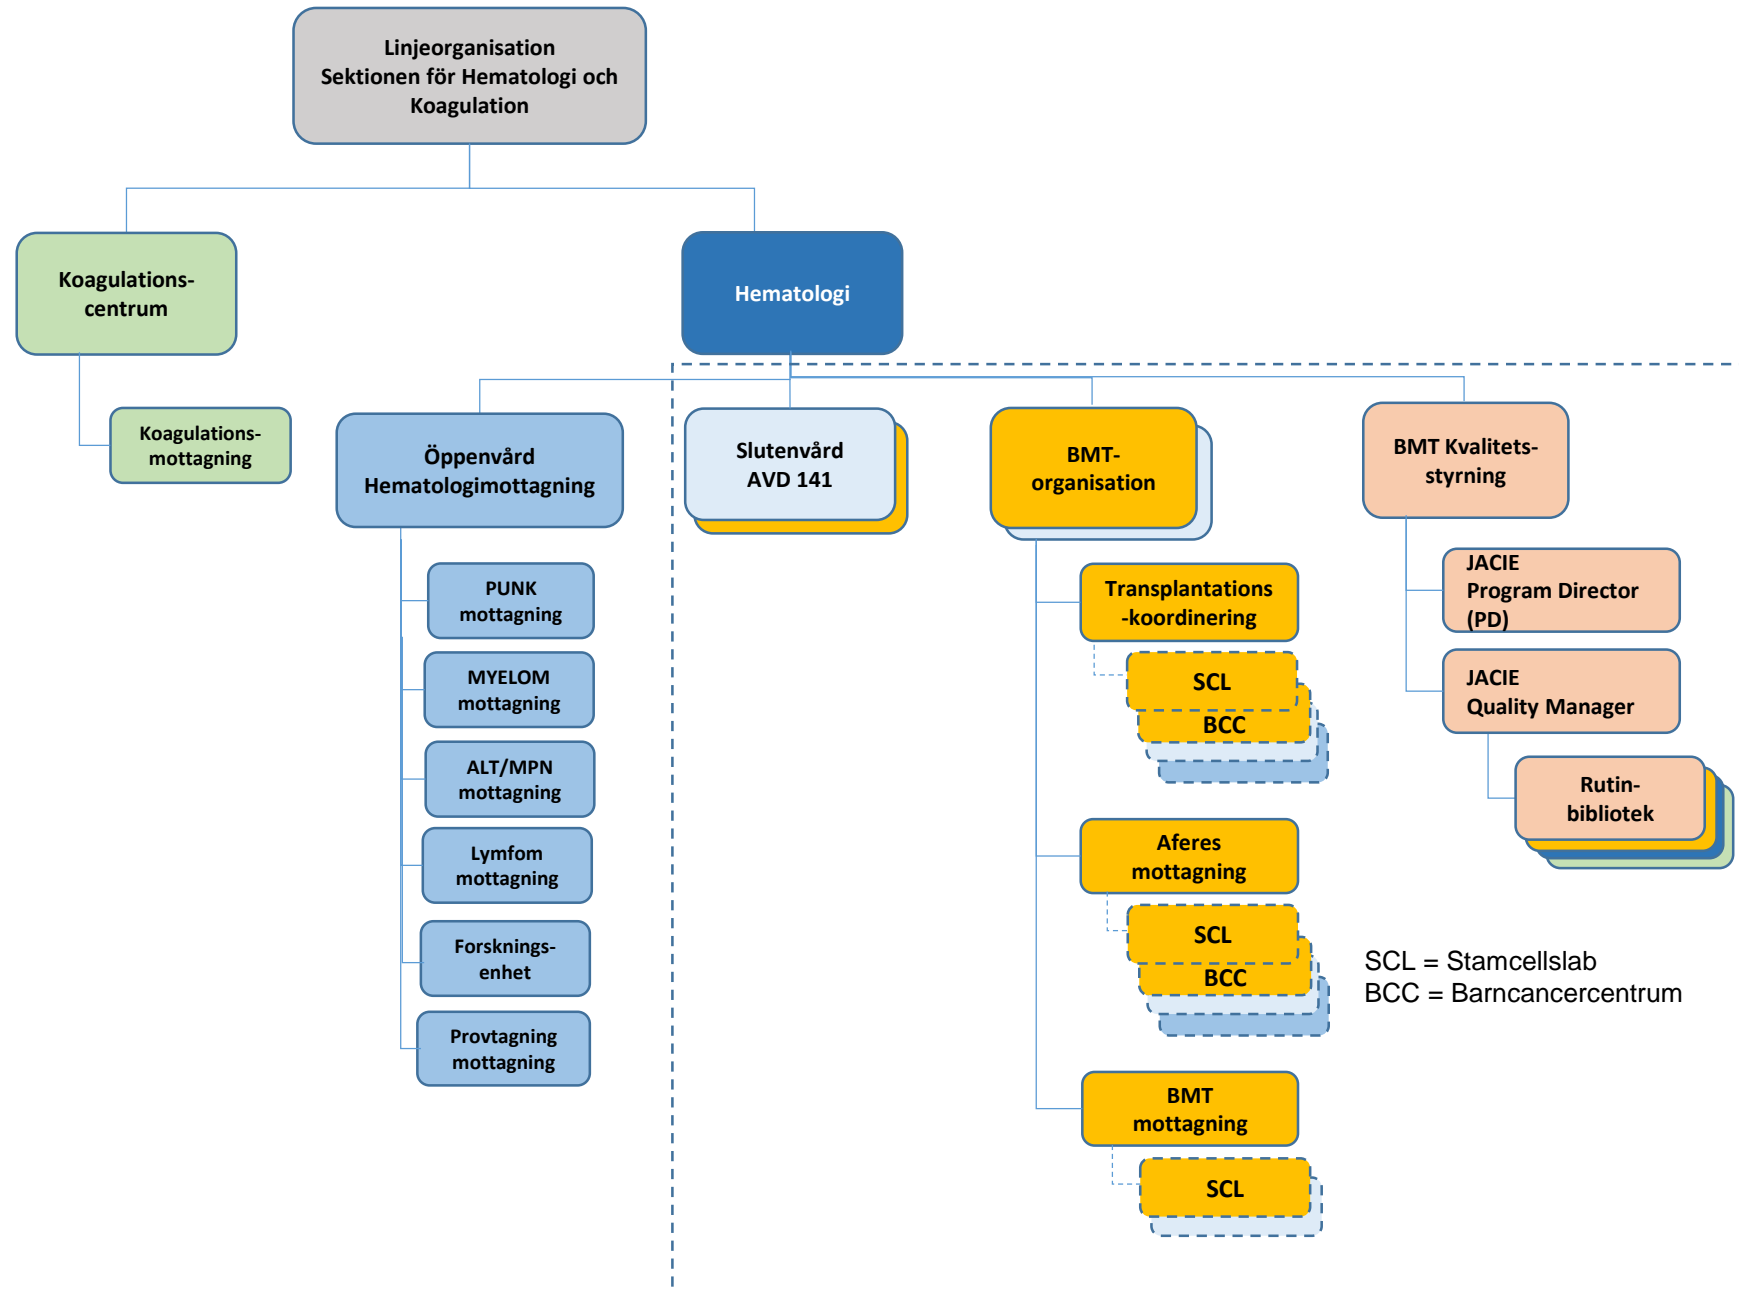 Linjeorganisation
Sektionen för Hematologi och
Koagulation
Koagulations-
centrum
Hematologi
Koagulations-
mottagning
Öppenvård
Hematologimottagning
Slutenvård
AVD 141
BMT-
organisation
BMT Kvalitets-
styrning
PUNK
mottagning
MYELOM
mottagning
ALT/MPN
mottagning
Lymfom
mottagning
Forsknings-
enhet
Provtagning
mottagning
Transplantations
-koordinering
SCL
BCC
Aferes
mottagning
SCL
BCC
BMT
mottagning
SCL
JACIE
Program Director
(PD)
JACIE
Quality Manager
Rutin-
bibliotek
SCL = Stamcellslab
BCC = Barncancercentrum